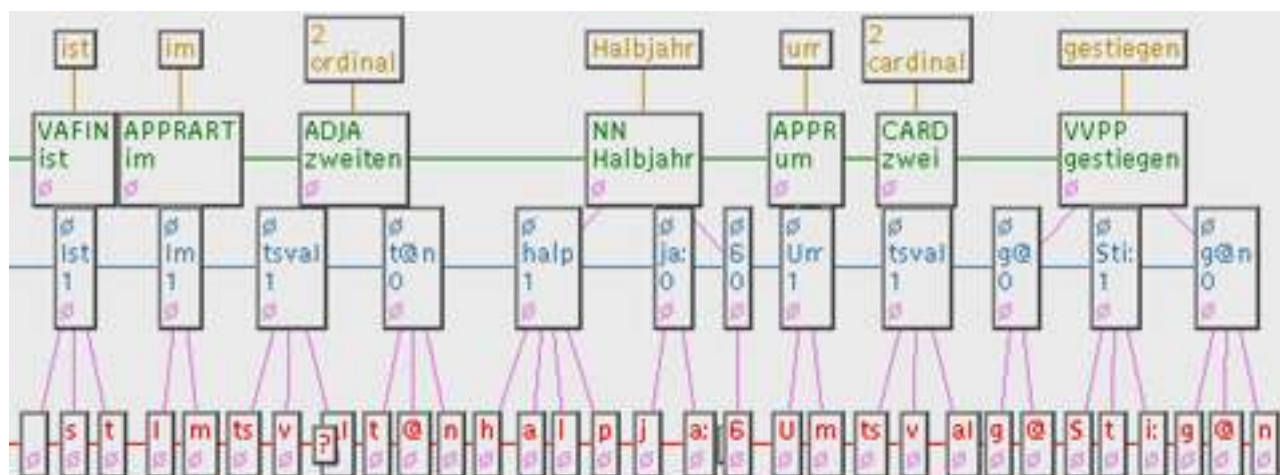 ist im 2 ordinal Halbjahr um 2 cardinal gestiegen
VAFIN APPRART ADJA NN APPR CARD VVPP
ist im zweiten Halbjahr um zwei gestiegen
ø ø ø ø ø ø ø
ø ø ø ø ø ø ø ø ø ø ø ø
Ist Im tsvaI t@n halp ja: 6 Um tsvaI g@ Sti: g@n
1 1 1 0 1 0 0 1 1 0 1 0
ø ø ø ø ø ø ø ø ø ø ø ø
s t I m ts v ? I t @ n h a l p j a: 6 U m ts v aI g @ S t i: g @ n
ø ø ø ø ø ø ø ø ø ø ø ø ø ø ø ø ø ø ø ø ø ø ø ø ø ø ø ø ø ø ø